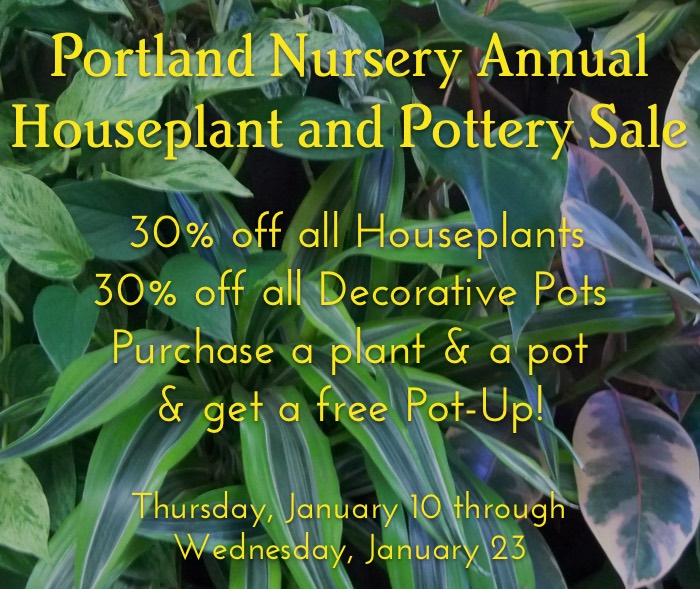 Portland Nursery Annual
Houseplant and Pottery Sale
30% off all Houseplants
30% off all Decorative Pots
Purchase a plant & a pot
& get a free Pot-Up!
Thursday, January 10 through
Wednesday, January 23